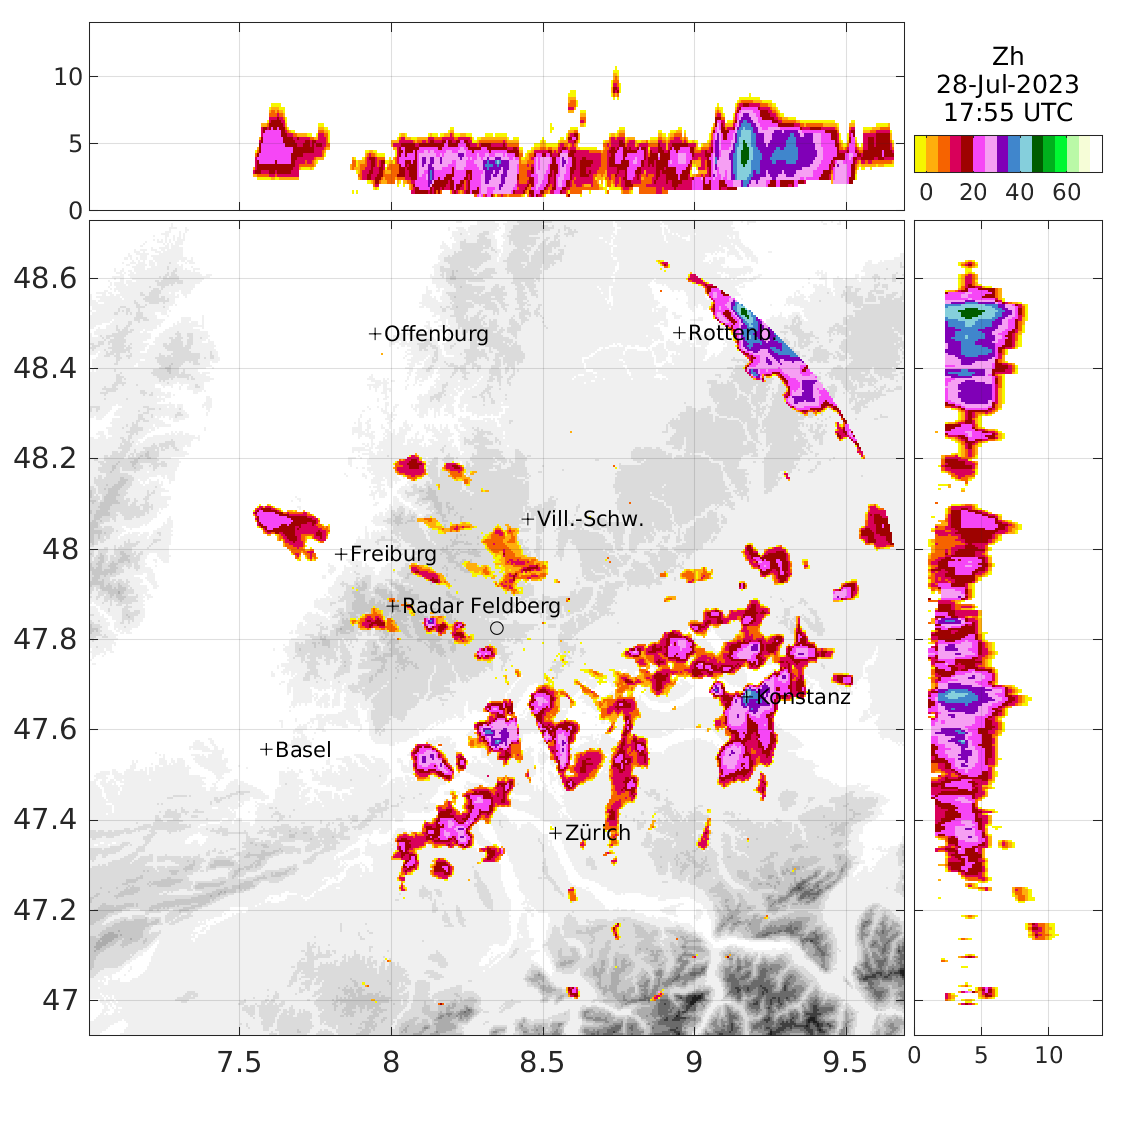 10
5
0
Zh
28-Jul-2023
17:55 UTC
0 20 40 60
48.6
48.4
48.2
48
47.8
47.6
47.4
47.2
47
+Offenburg
+Rottenb
+Vill.-Schw.
+Freiburg
+Radar Feldberg
+Konstanz
+Basel
+Zürich
7.5 8 8.5 9 9.5
0 5 10